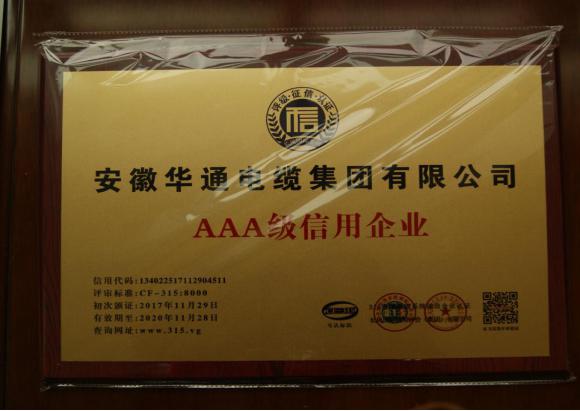 评级·征信·认证
信
安徽华通电缆集团有限公司
AAA级信用企业
信用代码:134022517112904511
评审标准:CF-315:8000
初次颁证:2017年11月29日
有效期至:2020年11月28日
查询网址:www.315.vg